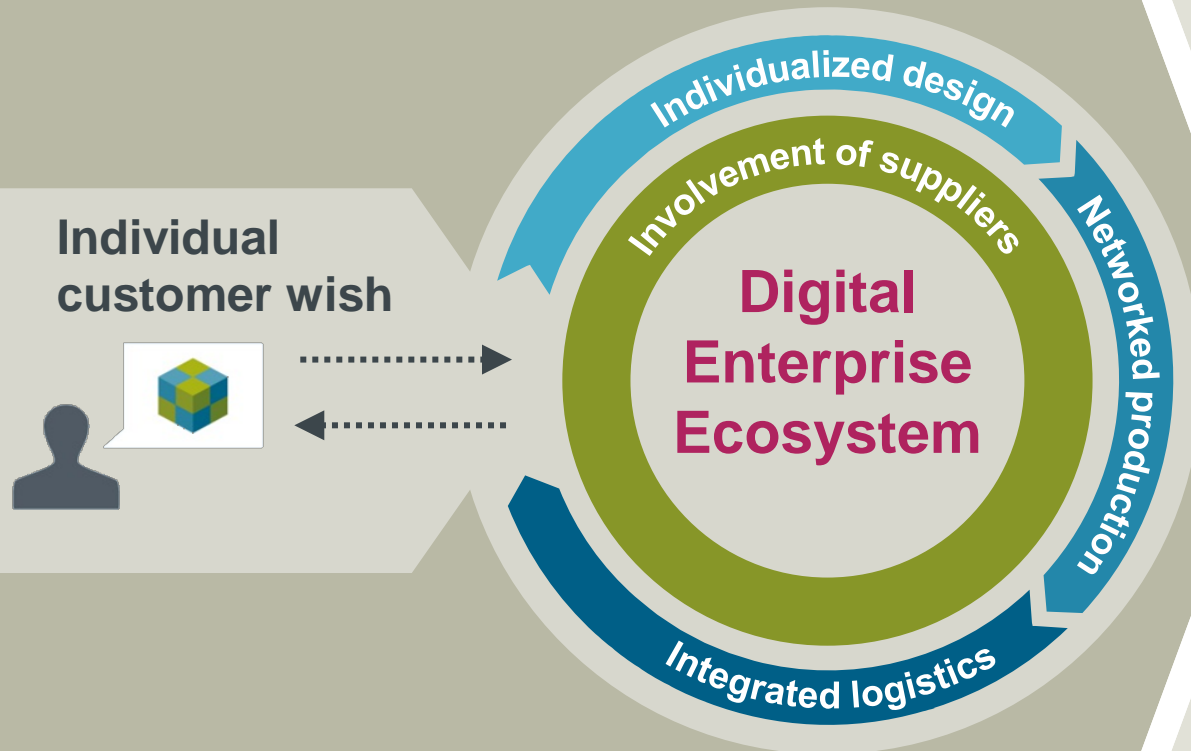 Individual
customer wish
Individualized design
Involvement of suppliers
Networked production
Digital
Enterprise
Ecosystem
Integrated logistics